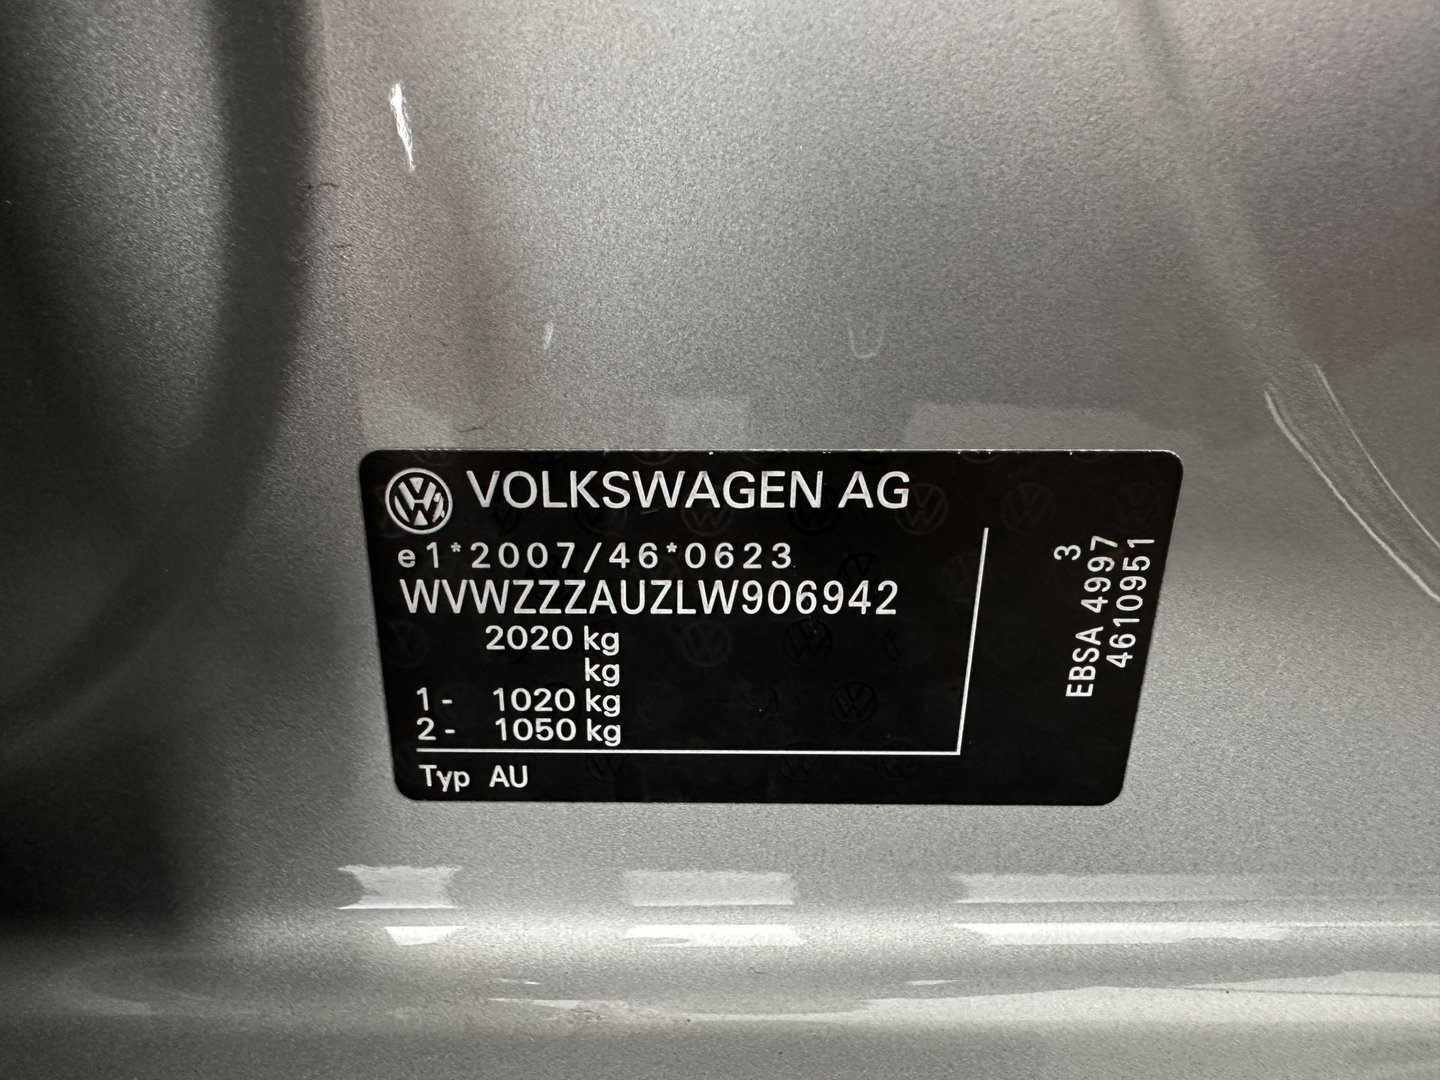 VOLKSWAGEN AG
e1*2007/46*0623
WVWZZZAUZLW906942
2020 kg
kg
1- 1020 kg
2- 1050 kg
Typ AU
3
EBSA 4997
4610951